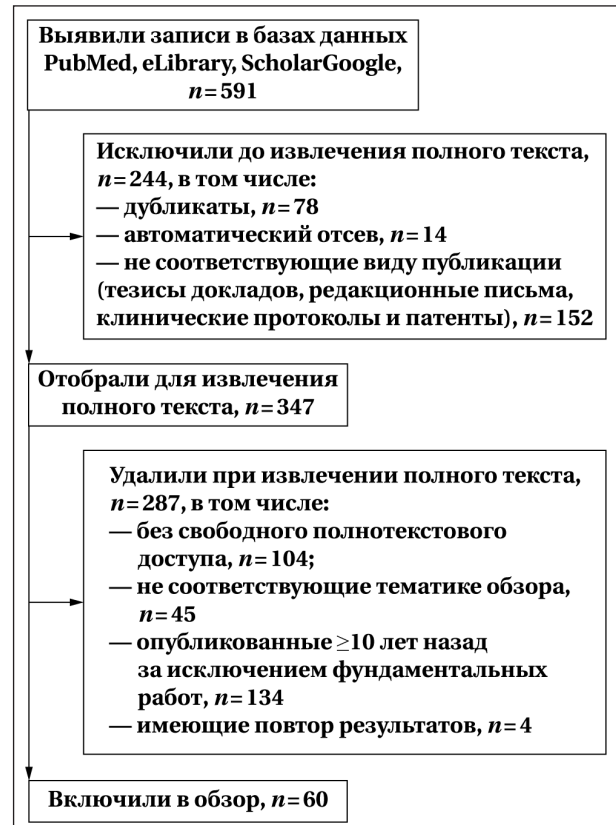 Выявили записи в базах данных
PubMed, eLibrary, ScholarGoogle,
n=591
Исключили до извлечения полного текста,
n=244, в том числе:
— дубликаты, n=78
— автоматический отсев, n=14
— не соответствующие виду публикации
(тезисы докладов, редакционные письма,
клинические протоколы и патенты), n=152
Отобрали для извлечения
полного текста, n=347
Удалили при извлечении полного текста,
n=287, в том числе:
— без свободного полнотекстового
доступа, n=104;
— не соответствующие тематике обзора,
n=45
— опубликованные ≥10 лет назад
за исключением фундаментальных
работ, n=134
— имеющие повтор результатов, n=4
Включили в обзор, n=60